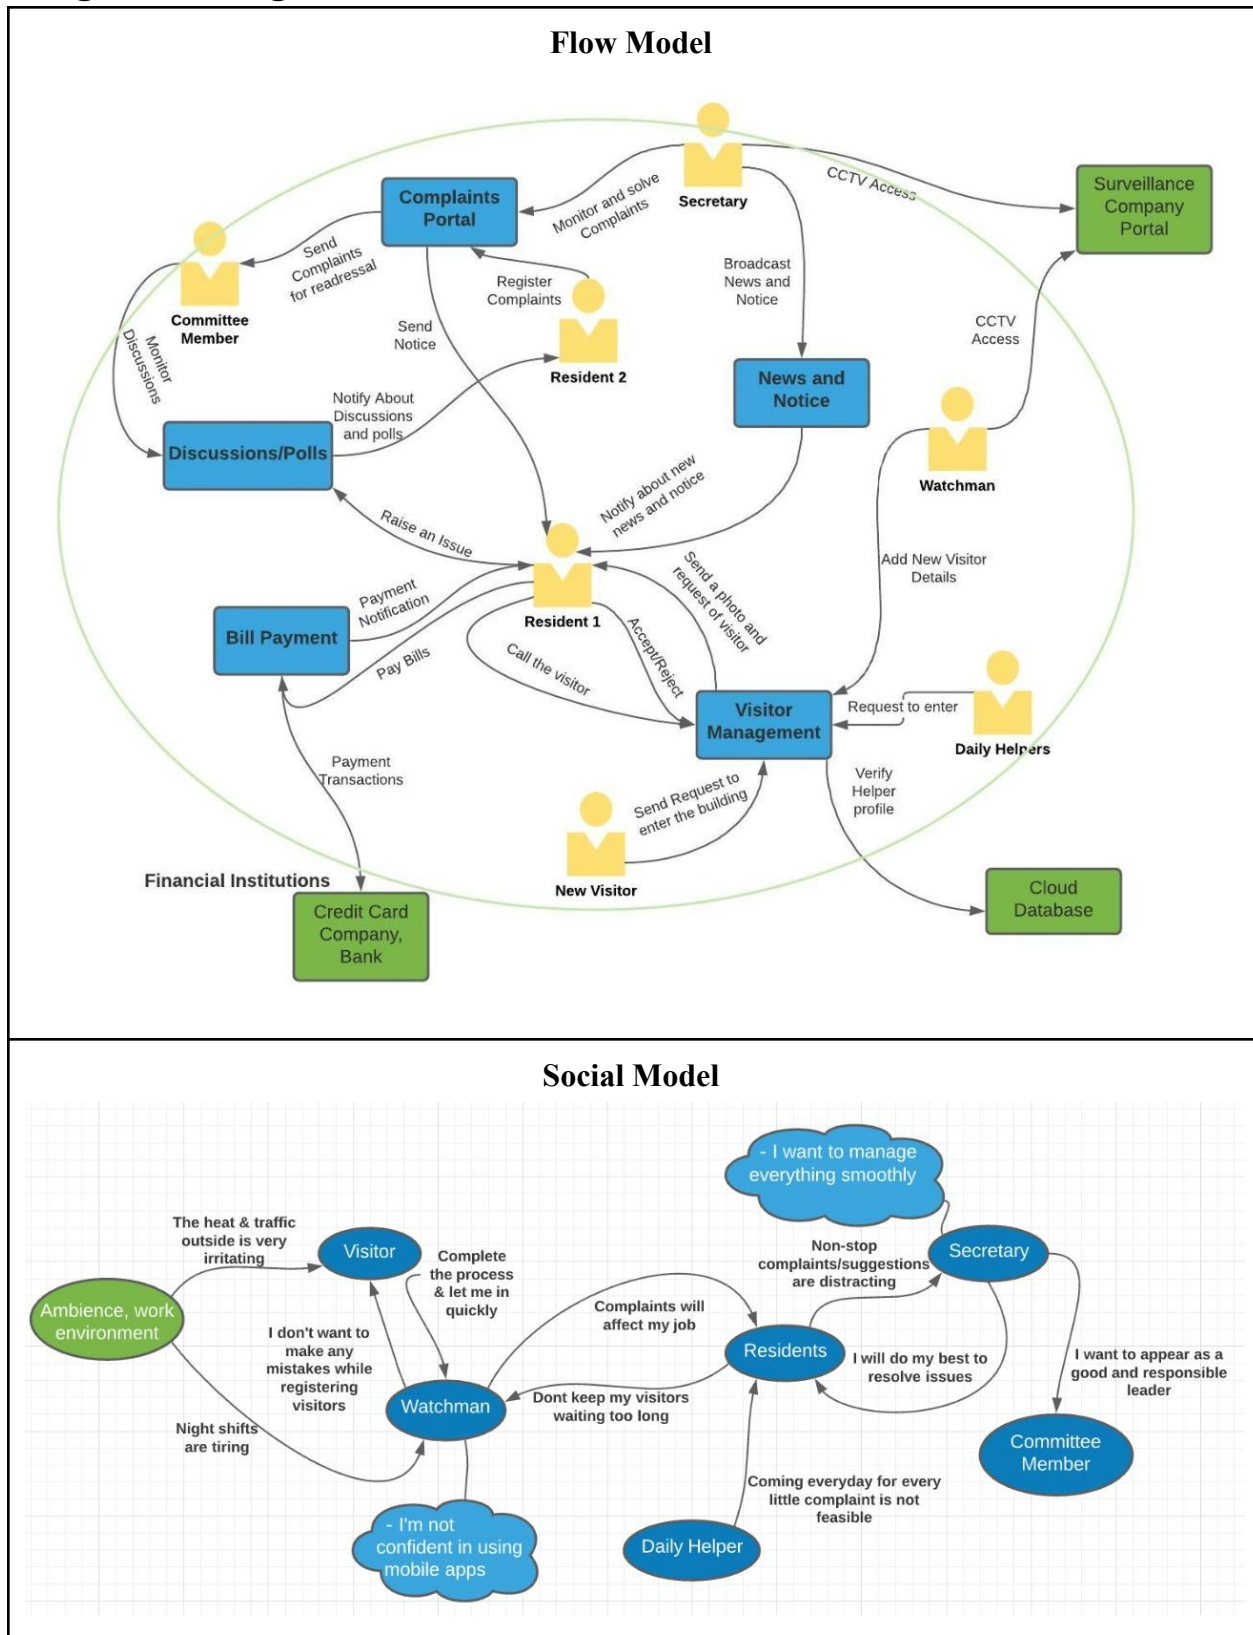 Flow Model
Secretary
CCTV Access
Surveillance
Company
Portal
Complaints
Portal
Monitor and solve
Complaints
Send
Complaints
for readressal
Register
Complaints
Broadcast
News and
Notice
Committee
Member
Monitor
Discussions
Send
Notice
CCTV
Access
Resident 2
News and
Notice
Notify About
Discussions
and polls
Discussions/Polls
Watchman
Notify about new
news and notice
Raise an Issue
Send a photo and
request of visitor
Add New Visitor
Details
Payment
Notification
Resident 1
Bill Payment
Pay Bills
Call the visitor
Accept/Reject
Visitor
Management
Request to enter
Daily Helpers
Payment
Transactions
Verify
Helper
profile
Send Request to
enter the building
Financial Institutions
New Visitor
Cloud
Database
Credit Card
Company,
Bank
Social Model
- I want to manage
everything smoothly
The heat & traffic
outside is very
irritating
Visitor
Complete
the process
& let me in
quickly
Non-stop
complaints/suggestions
are distracting
Secretary
Ambience, work
environment
Complaints will
affect my job
I don't want to
make any
mistakes while
registering
visitors
Residents
I will do my best to
resolve issues
I want to appear as a
good and responsible
leader
Watchman
Dont keep my visitors
waiting too long
Night shifts
are tiring
Committee
Member
Coming everyday for every
little complaint is not
feasible
- I'm not
confident in using
mobile apps
Daily Helper